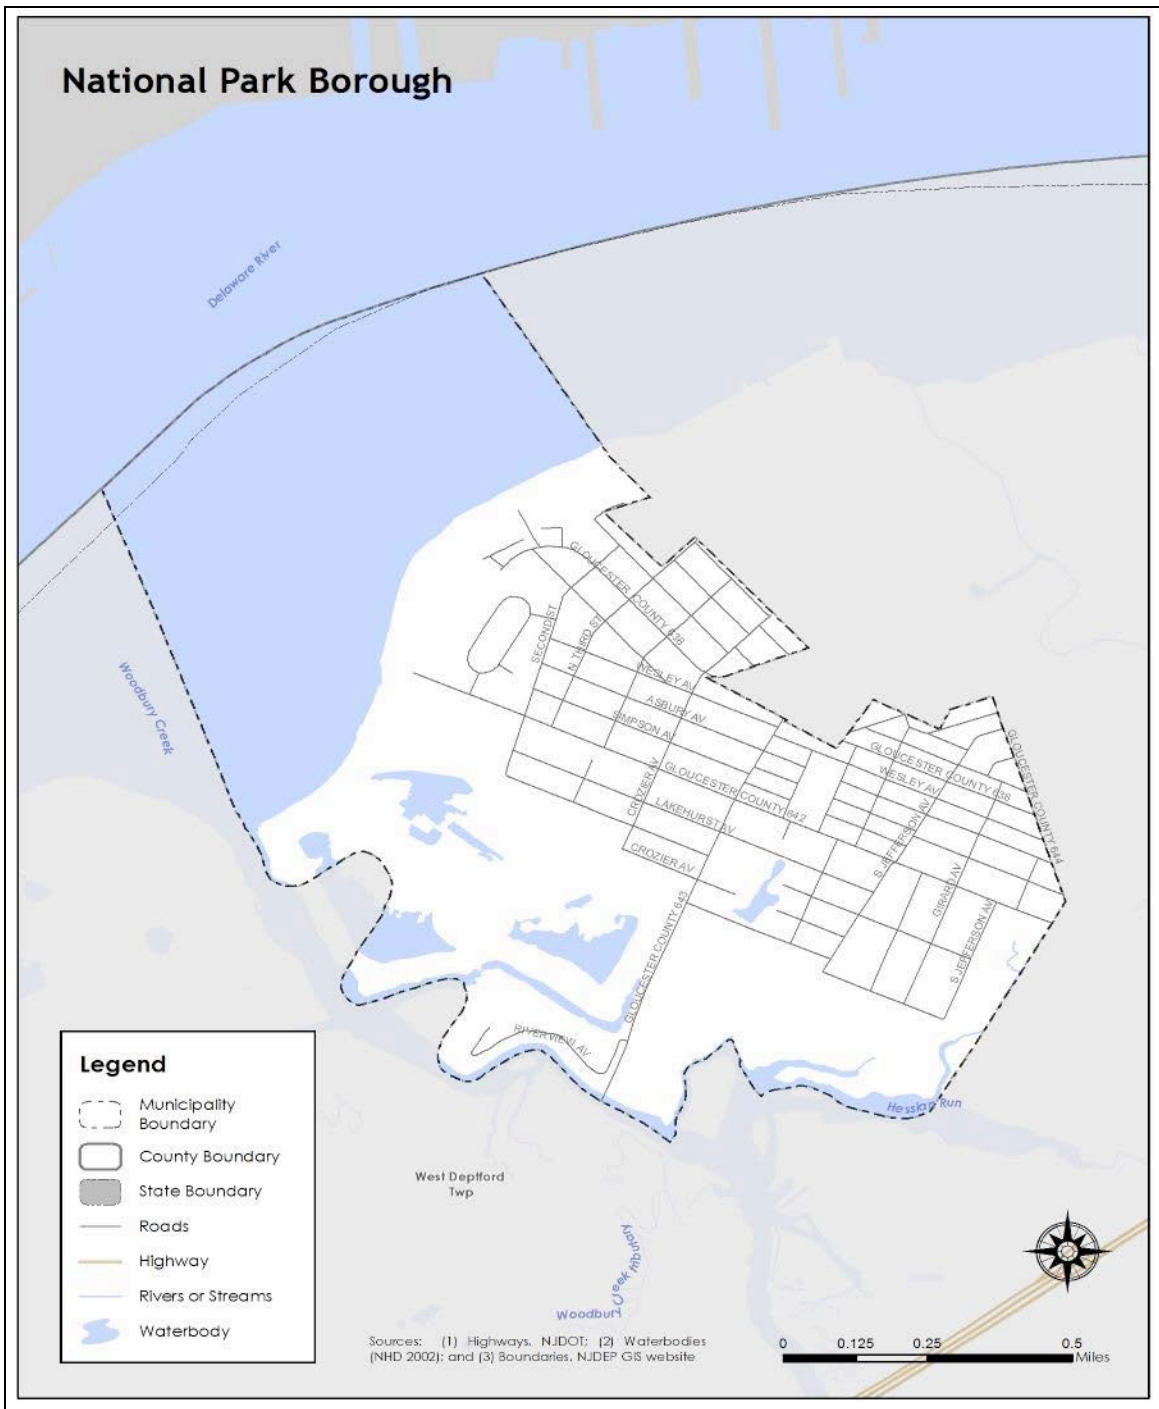 National Park Borough
Delaware River
Woodbury Creek
GLOUCESTER COUNTY 636
SECOND ST
N THIRD ST
WESLEY AV
ASBURY AV
SIMPSON AV
GLOUCESTER COUNTY 642
CROZIER AV
LAKEHURST AV
CROZIER AV
GLOUCESTER COUNTY 636
WESLEY AV
GLOUCESTER COUNTY 644
S JEFFERSON AV
GIRARD AV
S JEFFERSON AV
GLOUCESTER COUNTY 643
RIVERVIEW AV
Hessian Run
West Deptford
Twp
Woodbury Creek tributary
Legend
Municipality
Boundary
County Boundary
State Boundary
Roads
Highway
Rivers or Streams
Waterbody
Sources: (1) Highways, NJDOT; (2) Waterbodies
(NHD 2002); and (3) Boundaries, NJDEP GIS website
0 0.125 0.25 0.5
Miles